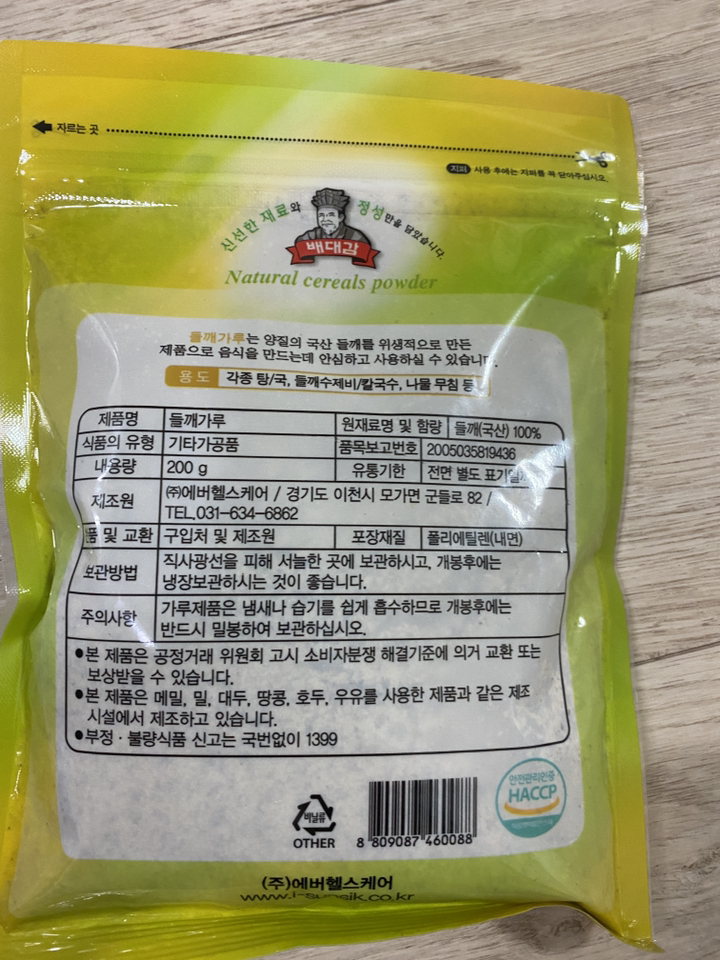 자르는 곳
지퍼 사용 후에는 지퍼를 꼭 닫아주십시오.
신선한 재료와 정성만을 담았습니다.
배대감
Natural cereals powder
들깨가루는 양질의 국산 들깨를 위생적으로 만든
제품으로 음식을 만드는데 안심하고 사용하실 수 있습니다.
용도 각종 탕/국, 들깨수제비/칼국수, 나물 무침 등
제품명 들깨가루 원재료명 및 함량 들깨(국산) 100%
식품의 유형 기타가공품 품목보고번호 2005035819436
내용량 200 g 유통기한 전면 별도 표기일
제조원 ㈜에버헬스케어 / 경기도 이천시 모가면 군들로 82 /
TEL.031-634-6862
품 및 교환 구입처 및 제조원 포장재질 폴리에틸렌(내면)
보관방법 직사광선을 피해 서늘한 곳에 보관하시고, 개봉후에는
냉장보관하시는 것이 좋습니다.
주의사항 가루제품은 냄새나 습기를 쉽게 흡수하므로 개봉후에는
반드시 밀봉하여 보관하십시오.
●본 제품은 공정거래 위원회 고시 소비자분쟁 해결기준에 의거 교환 또는
보상받을 수 있습니다.
●본 제품은 메밀, 밀, 대두, 땅콩, 호두, 우유를 사용한 제품과 같은 제조
시설에서 제조하고 있습니다.
●부정 · 불량식품 신고는 국번없이 1399
비닐류
OTHER
8 809087 460088
안전관리인증
HACCP
(주)에버헬스케어